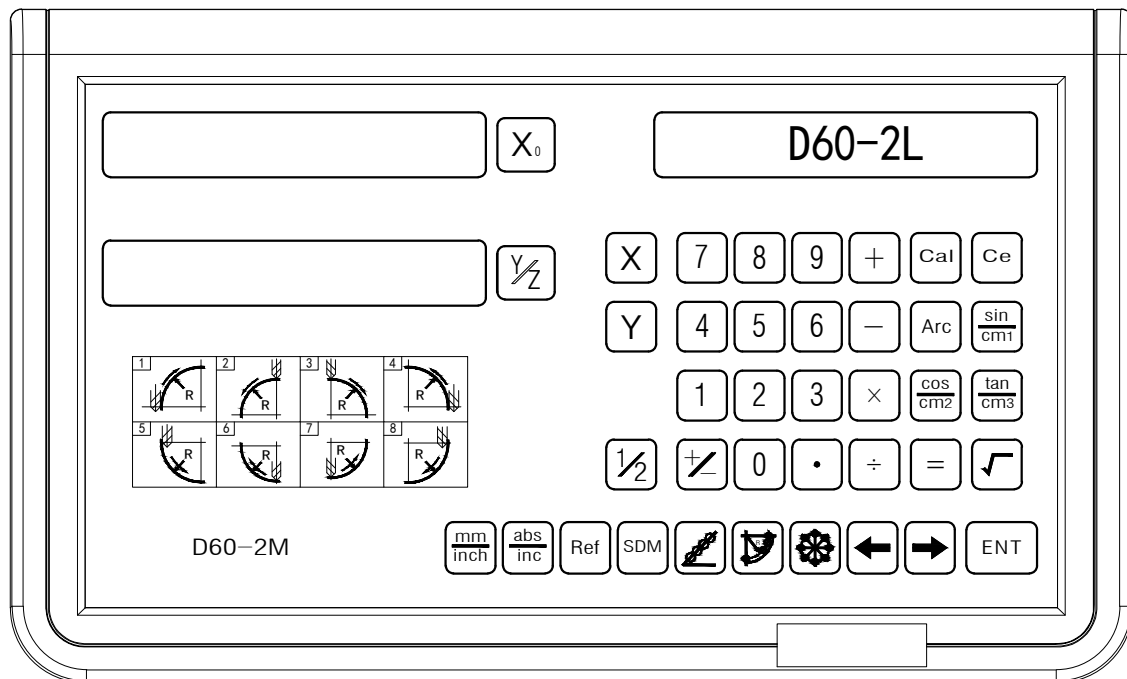 X₀ D60-2L
Y/Z
X 7 8 9 + Cal Ce
Y 4 5 6 − Arc sin/cm1
1 2 3 × cos/cm2 tan/cm3
1/2 +/− 0 · ÷ = √
1 R 2 R 3 R 4 R
5 R 6 R 7 R 8 R
D60-2M
mm/inch abs/inc Ref SDM R ENT